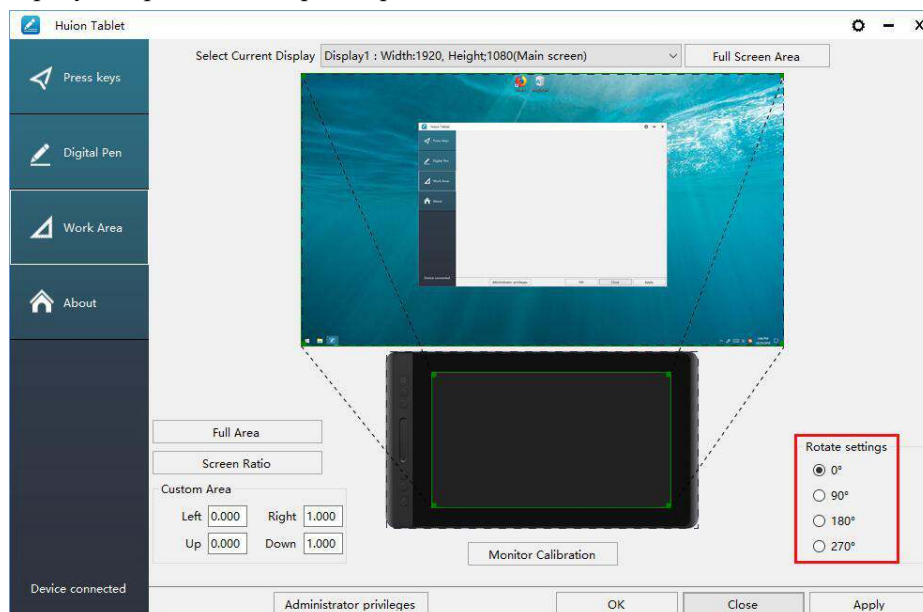 Huion Tablet
Select Current Display Display1 : Width:1920, Height;1080(Main screen) Full Screen Area
Press keys
Digital Pen
Work Area
About
Full Area
Screen Ratio
Custom Area
Left 0.000 Right 1.000
Up 0.000 Down 1.000
Monitor Calibration
Rotate settings
0°
90°
180°
270°
Device connected
Administrator privileges OK Close Apply